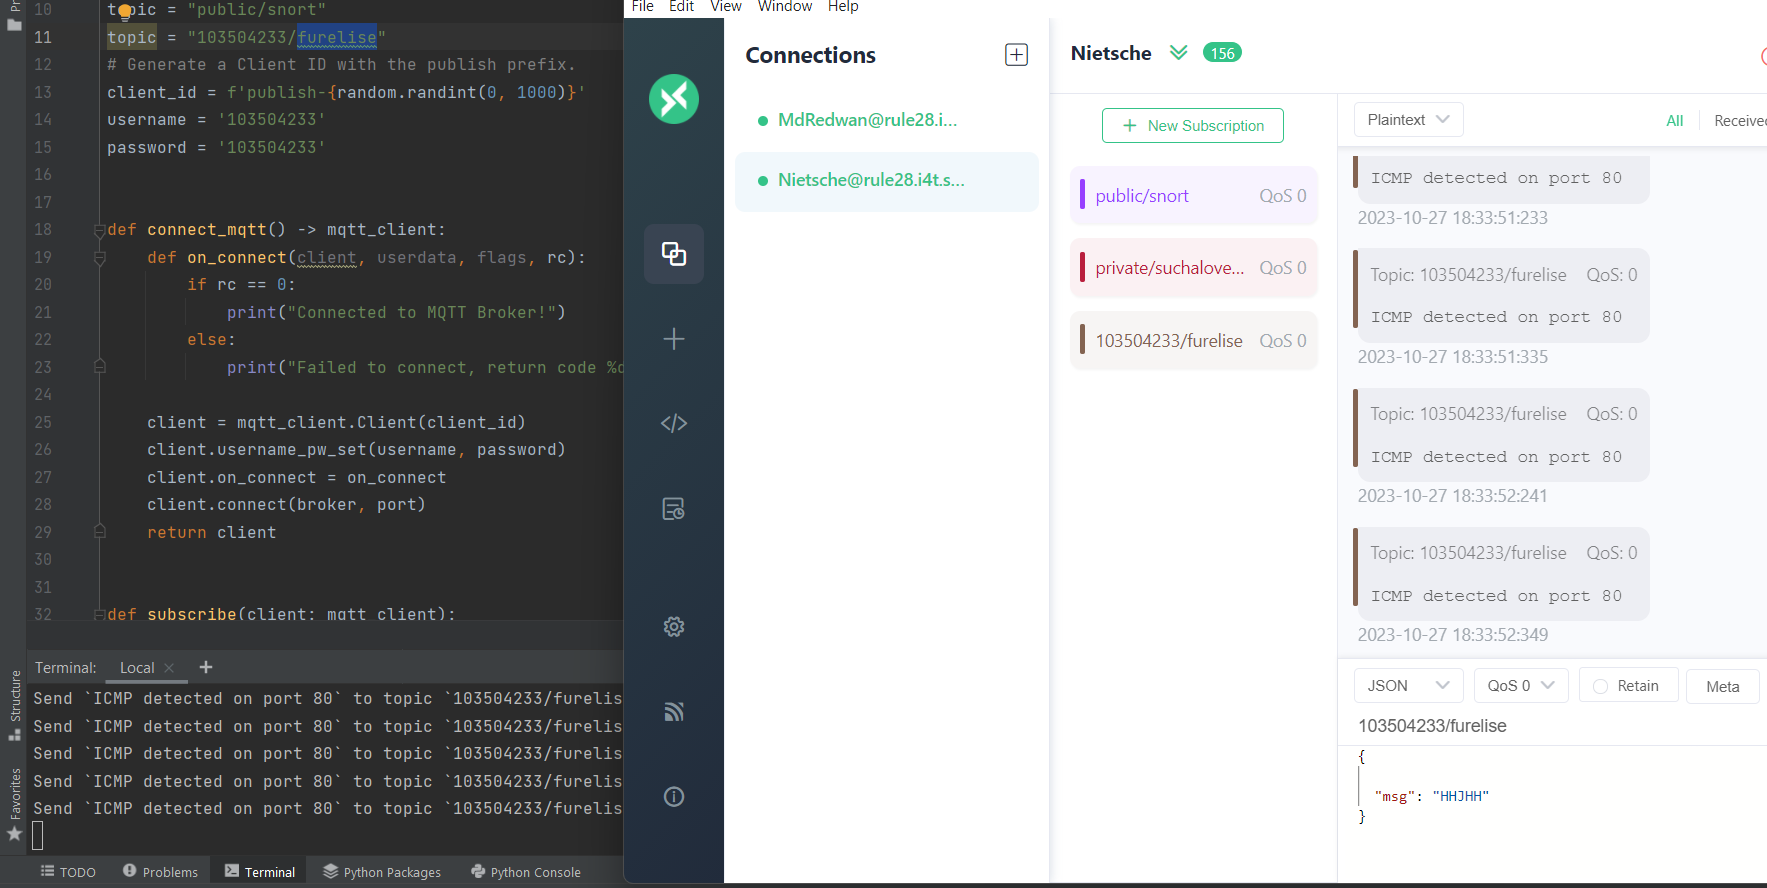 10 topic = "public/snort"
11 topic = "103504233/furelise"
12 # Generate a Client ID with the publish prefix.
13 client_id = f'publish-{random.randint(0, 1000)}'
14 username = '103504233'
15 password = '103504233'
16
17
18 def connect_mqtt() -> mqtt_client:
19 def on_connect(client, userdata, flags, rc):
20 if rc == 0:
21 print("Connected to MQTT Broker!")
22 else:
23 print("Failed to connect, return code %d
24
25 client = mqtt_client.Client(client_id)
26 client.username_pw_set(username, password)
27 client.on_connect = on_connect
28 client.connect(broker, port)
29 return client
30
31
32 def subscribe(client: mqtt_client):
Structure
Favorites
Terminal: Local +
Send `ICMP detected on port 80` to topic `103504233/furelis
Send `ICMP detected on port 80` to topic `103504233/furelis
Send `ICMP detected on port 80` to topic `103504233/furelis
Send `ICMP detected on port 80` to topic `103504233/furelis
Send `ICMP detected on port 80` to topic `103504233/furelis
TODO Problems Terminal Python Packages Python Console
File Edit View Window Help
Connections
MdRedwan@rule28.i...
Nietsche@rule28.i4t.s...
Nietsche 156
+ New Subscription
public/snort QoS 0
private/suchalove... QoS 0
103504233/furelise QoS 0
Plaintext All Received
ICMP detected on port 80
2023-10-27 18:33:51:233
Topic: 103504233/furelise QoS: 0
ICMP detected on port 80
2023-10-27 18:33:51:335
Topic: 103504233/furelise QoS: 0
ICMP detected on port 80
2023-10-27 18:33:52:241
Topic: 103504233/furelise QoS: 0
ICMP detected on port 80
2023-10-27 18:33:52:349
JSON QoS 0 Retain Meta
103504233/furelise
{
"msg": "HHJHH"
}